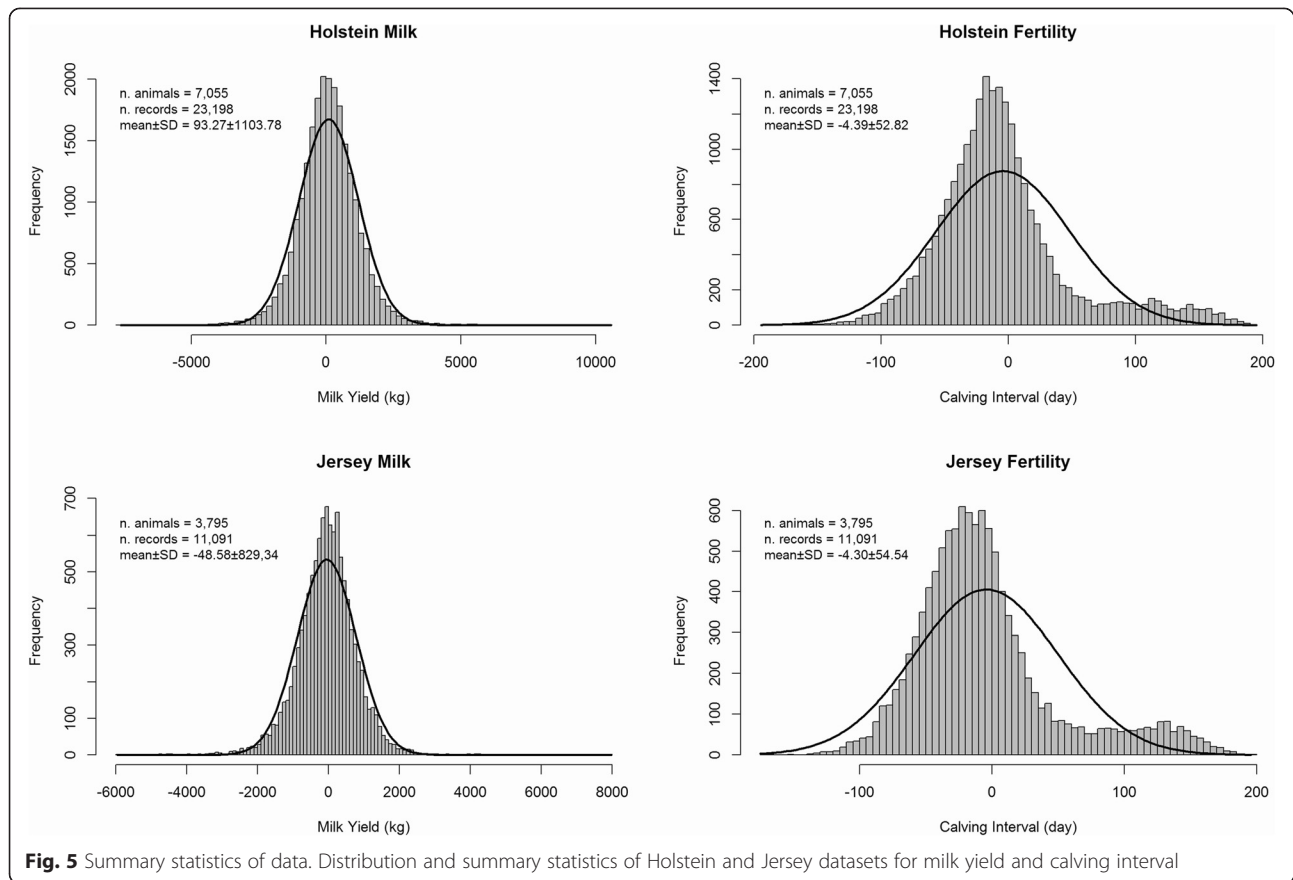 Holstein Milk
2000
1500
1000
500
0
Frequency
n. animals = 7,055
n. records = 23,198
mean±SD = 93.27±1103.78
-5000 0 5000 10000
Milk Yield (kg)
Holstein Fertility
1400
1000
600
200
0
Frequency
n. animals = 7,055
n. records = 23,198
mean±SD = -4.39±52.82
-200 -100 0 100 200
Calving Interval (day)
Jersey Milk
700
500
300
100
0
Frequency
n. animals = 3,795
n. records = 11,091
mean±SD = -48.58±829,34
-6000 -4000 -2000 0 2000 4000 6000 8000
Milk Yield (kg)
Jersey Fertility
600
500
400
300
200
100
0
Frequency
n. animals = 3,795
n. records = 11,091
mean±SD = -4.30±54.54
-100 0 100 200
Calving Interval (day)
Fig. 5 Summary statistics of data. Distribution and summary statistics of Holstein and Jersey datasets for milk yield and calving interval